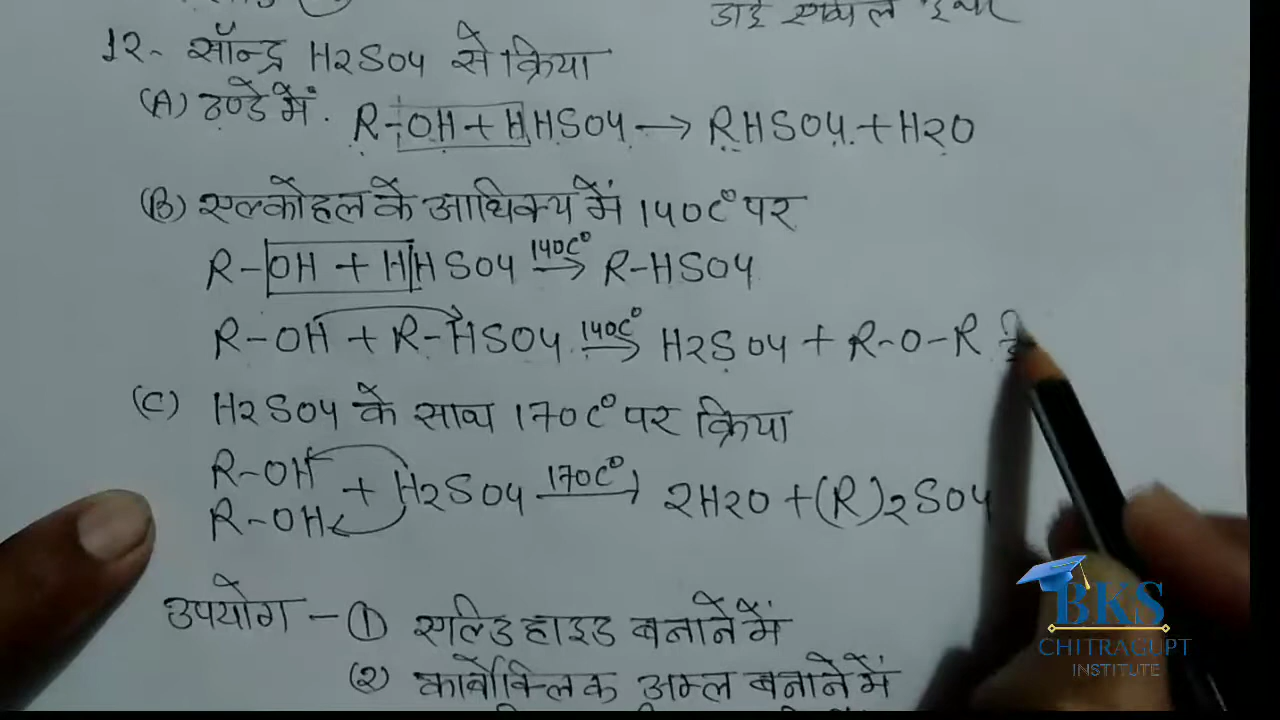 डाई
12- सॉन्द्र H2SO4 से क्रिया
(A) ठण्डे में. R-OH + HHSO4 → RHSO4 + H2O
(B) एल्कोहल के आधिक्य में 140C° पर
R-OH + HHSO4 140C° → R-HSO4
R-OH + R-HSO4 140C° → H2SO4 + R-O-R
(C) H2SO4 के साथ 170C° पर क्रिया
R-OH
R-OH + H2SO4 170C° → 2H2O + (R)2SO4
उपयोग - ① एल्डिहाइड बनाने में
(2) कार्बोक्लिक अम्ल बनाने में
BKS
CHITRAGUPT
INSTITUTE